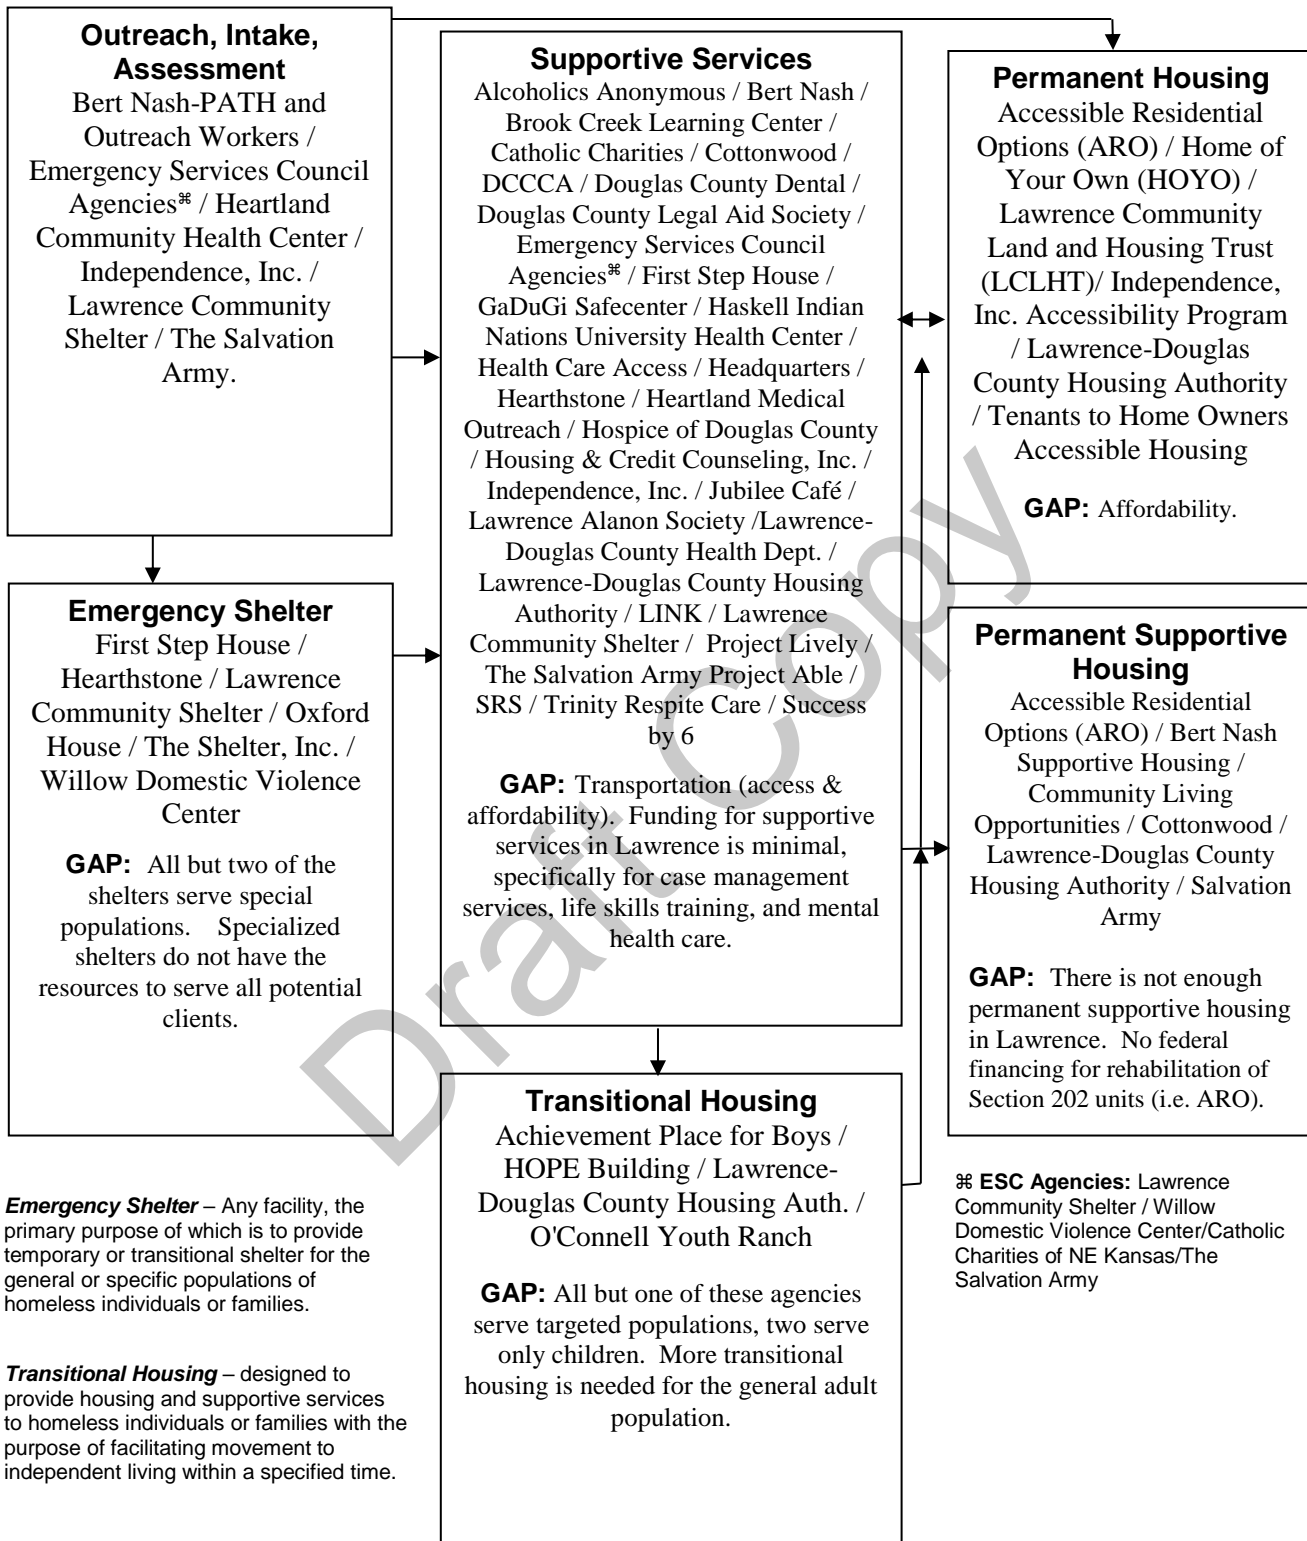 Outreach, Intake,
Assessment
Bert Nash-PATH and
Outreach Workers /
Emergency Services Council
Agencies⌘ / Heartland
Community Health Center /
Independence, Inc. /
Lawrence Community
Shelter / The Salvation
Army.
Emergency Shelter
First Step House /
Hearthstone / Lawrence
Community Shelter / Oxford
House / The Shelter, Inc. /
Willow Domestic Violence
Center
GAP: All but two of the
shelters serve special
populations. Specialized
shelters do not have the
resources to serve all potential
clients.
Emergency Shelter – Any facility, the
primary purpose of which is to provide
temporary or transitional shelter for the
general or specific populations of
homeless individuals or families.
Transitional Housing – designed to
provide housing and supportive services
to homeless individuals or families with the
purpose of facilitating movement to
independent living within a specified time.
Supportive Services
Alcoholics Anonymous / Bert Nash /
Brook Creek Learning Center /
Catholic Charities / Cottonwood /
DCCCA / Douglas County Dental /
Douglas County Legal Aid Society /
Emergency Services Council
Agencies⌘ / First Step House /
GaDuGi Safecenter / Haskell Indian
Nations University Health Center /
Health Care Access / Headquarters /
Hearthstone / Heartland Medical
Outreach / Hospice of Douglas County
/ Housing & Credit Counseling, Inc. /
Independence, Inc. / Jubilee Café /
Lawrence Alanon Society /Lawrence-
Douglas County Health Dept. /
Lawrence-Douglas County Housing
Authority / LINK / Lawrence
Community Shelter / Project Lively /
The Salvation Army Project Able /
SRS / Trinity Respite Care / Success
by 6
GAP: Transportation (access &
affordability). Funding for supportive
services in Lawrence is minimal,
specifically for case management
services, life skills training, and mental
health care.
Transitional Housing
Achievement Place for Boys /
HOPE Building / Lawrence-
Douglas County Housing Auth. /
O'Connell Youth Ranch
GAP: All but one of these agencies
serve targeted populations, two serve
only children. More transitional
housing is needed for the general adult
population.
Permanent Housing
Accessible Residential
Options (ARO) / Home of
Your Own (HOYO) /
Lawrence Community
Land and Housing Trust
(LCLHT)/ Independence,
Inc. Accessibility Program
/ Lawrence-Douglas
County Housing Authority
/ Tenants to Home Owners
Accessible Housing
GAP: Affordability.
Permanent Supportive
Housing
Accessible Residential
Options (ARO) / Bert Nash
Supportive Housing /
Community Living
Opportunities / Cottonwood /
Lawrence-Douglas County
Housing Authority / Salvation
Army
GAP: There is not enough
permanent supportive housing
in Lawrence. No federal
financing for rehabilitation of
Section 202 units (i.e. ARO).
⌘ ESC Agencies: Lawrence
Community Shelter / Willow
Domestic Violence Center/Catholic
Charities of NE Kansas/The
Salvation Army
Draft Copy